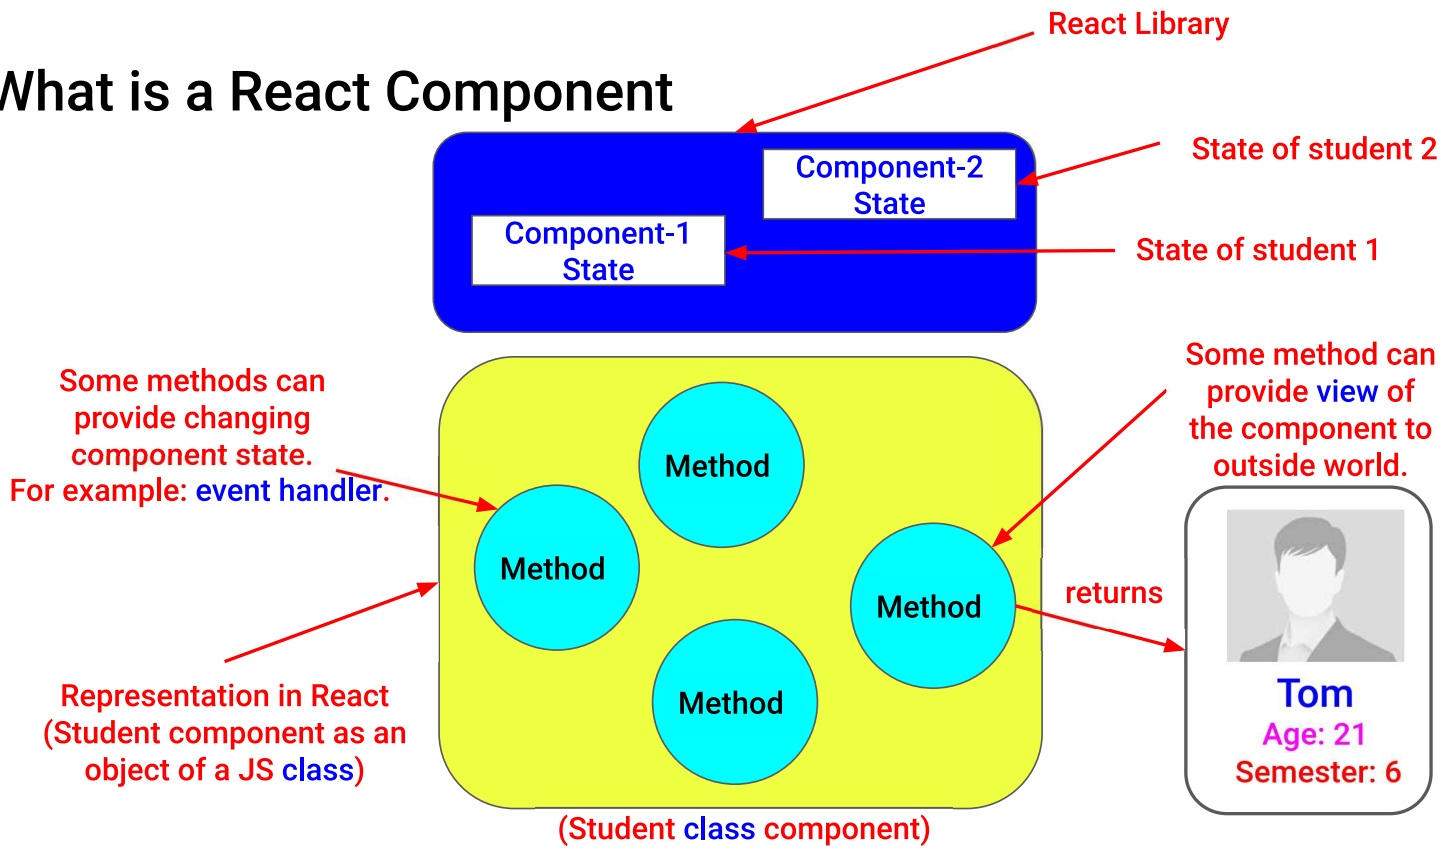 React Library
What is a React Component
Component-2
State
State of student 2
Component-1
State
State of student 1
Some methods can
provide changing
component state.
For example: event handler.
Some method can
provide view of
the component to
outside world.
Method
Method
Method
Method
returns
Tom
Age: 21
Semester: 6
Representation in React
(Student component as an
object of a JS class)
(Student class component)